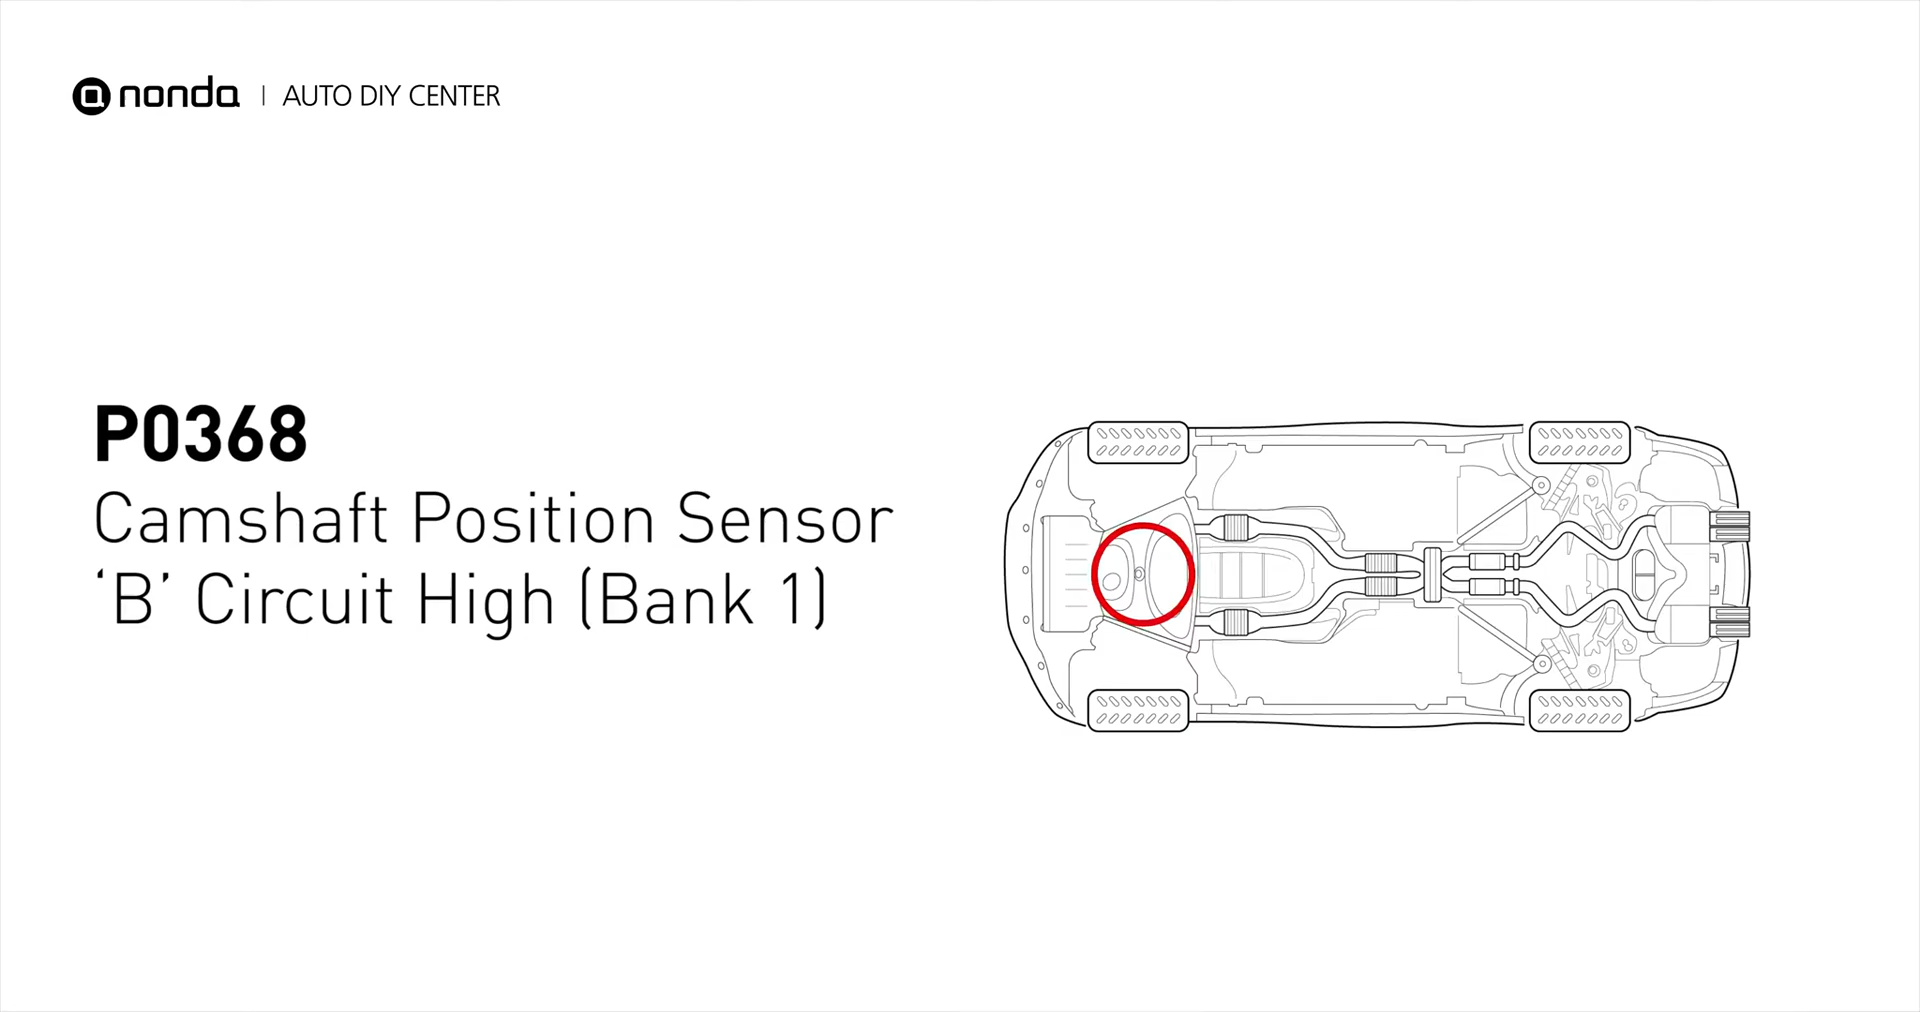 nonda | AUTO DIY CENTER
P0368
Camshaft Position Sensor
‘B’ Circuit High (Bank 1)